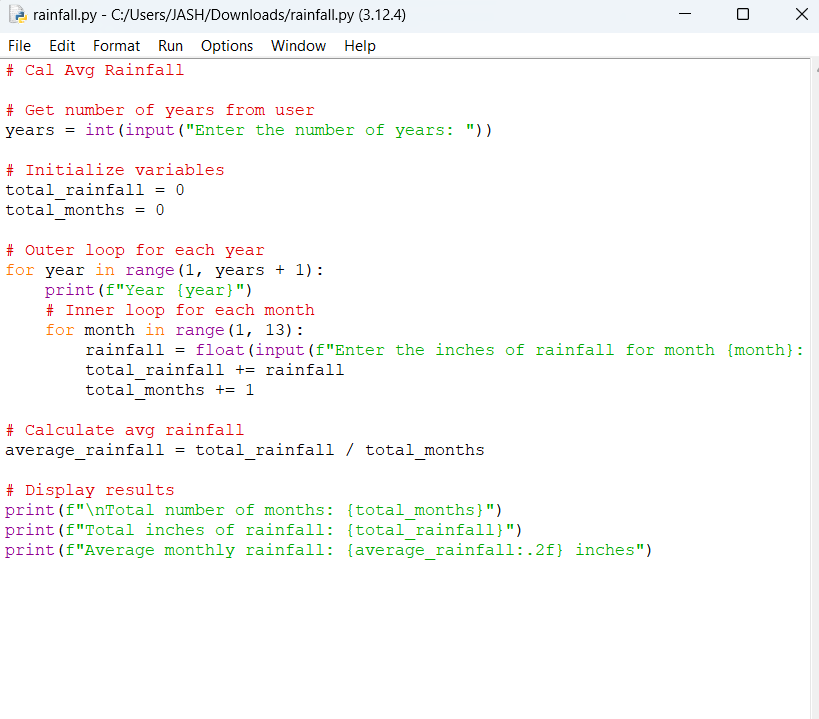 rainfall.py - C:/Users/JASH/Downloads/rainfall.py (3.12.4)
File Edit Format Run Options Window Help
# Cal Avg Rainfall

# Get number of years from user
years = int(input("Enter the number of years: "))

# Initialize variables
total_rainfall = 0
total_months = 0

# Outer loop for each year
for year in range(1, years + 1):
    print(f"Year {year}")
    # Inner loop for each month
    for month in range(1, 13):
        rainfall = float(input(f"Enter the inches of rainfall for month {month}:
        total_rainfall += rainfall
        total_months += 1

# Calculate avg rainfall
average_rainfall = total_rainfall / total_months

# Display results
print(f"\nTotal number of months: {total_months}")
print(f"Total inches of rainfall: {total_rainfall}")
print(f"Average monthly rainfall: {average_rainfall:.2f} inches")